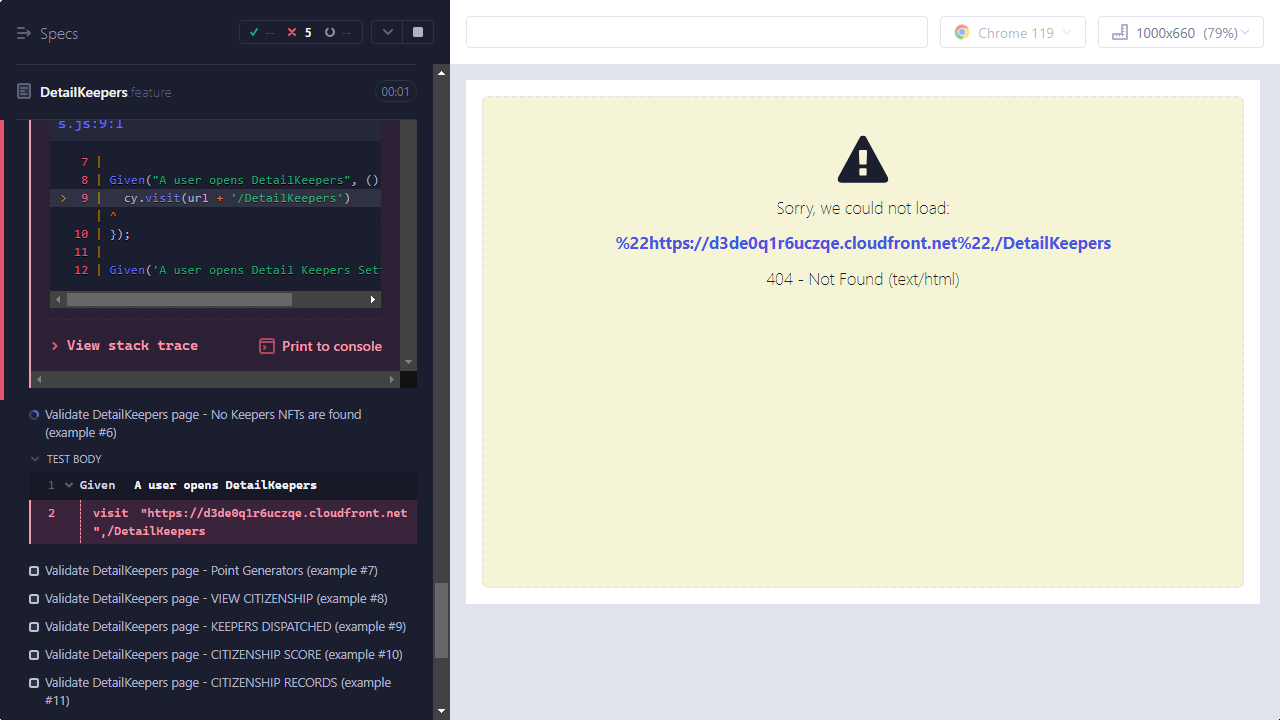 Specs
-- 5 --
DetailKeepers feature
00:01
s.js:9:1
7 |
8 | Given("A user opens DetailKeepers", ()
> 9 | cy.visit(url + '/DetailKeepers')
| ^
10 | });
11 |
12 | Given('A user opens Detail Keepers Set
> View stack trace
Print to console
Validate DetailKeepers page - No Keepers NFTs are found
(example #6)
TEST BODY
1 Given A user opens DetailKeepers
2 visit "https://d3de0q1r6uczqe.cloudfront.net
",/DetailKeepers
Validate DetailKeepers page - Point Generators (example #7)
Validate DetailKeepers page - VIEW CITIZENSHIP (example #8)
Validate DetailKeepers page - KEEPERS DISPATCHED (example #9)
Validate DetailKeepers page - CITIZENSHIP SCORE (example #10)
Validate DetailKeepers page - CITIZENSHIP RECORDS (example
#11)
Chrome 119
1000x660 (79%)
Sorry, we could not load:
%22https://d3de0q1r6uczqe.cloudfront.net%22,/DetailKeepers
404 - Not Found (text/html)